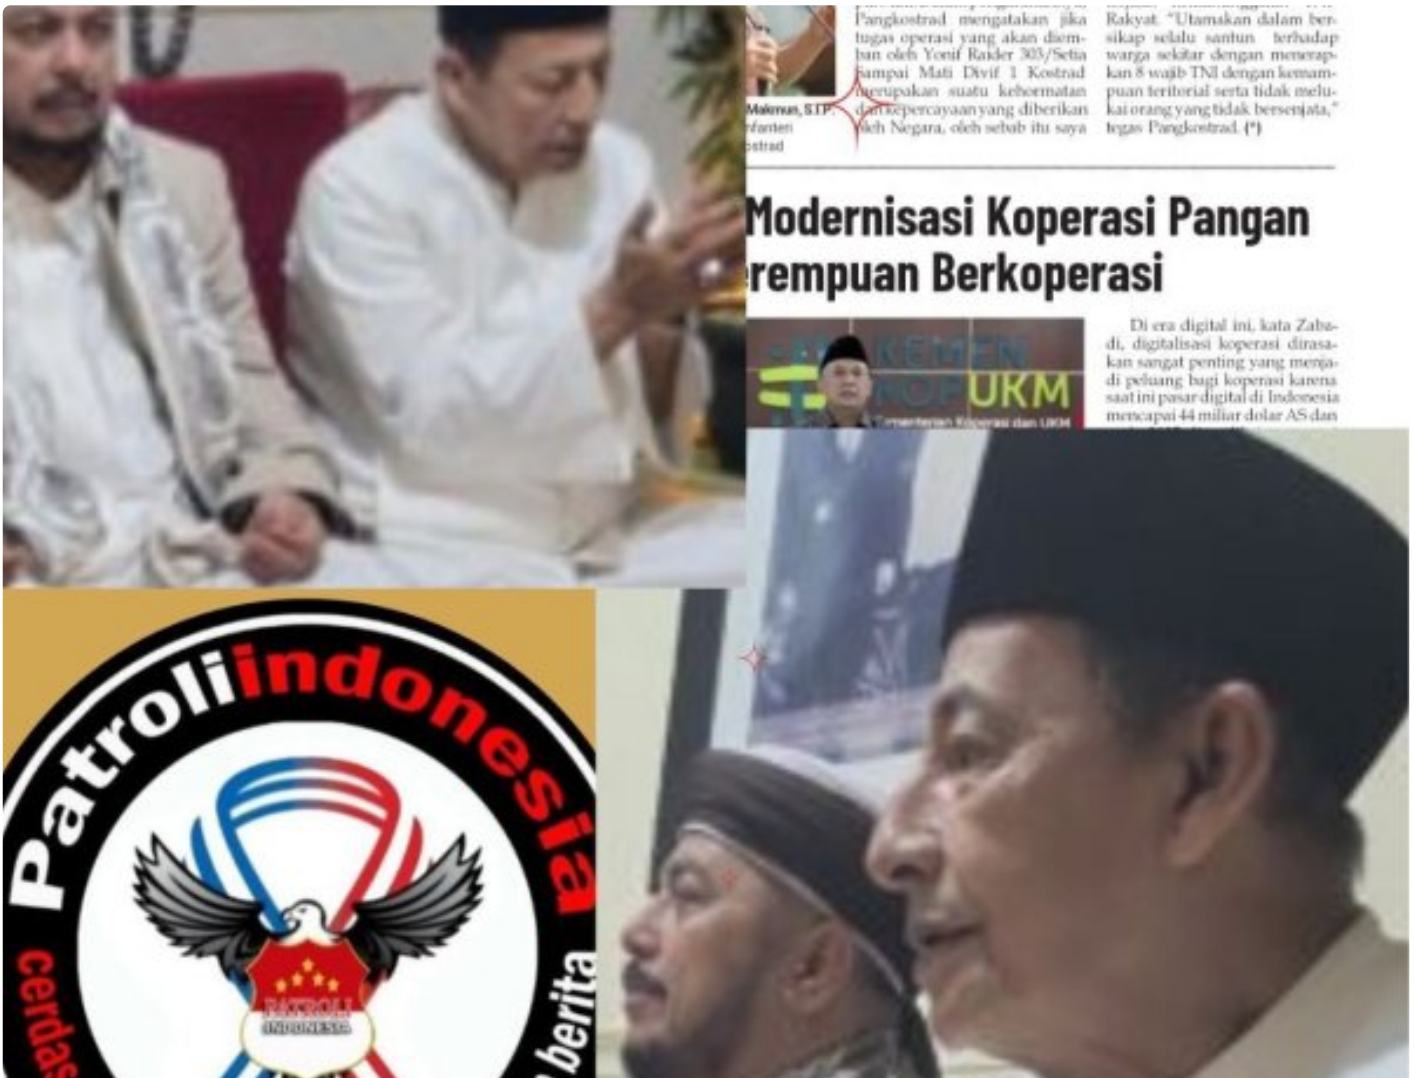 Pangkostrad mengatakan jika
tugas operasi yang akan diem-
ban oleh Yonif Raider 303/Setia
Sampai Mati Divif 1 Kostrad
merupakan suatu kehormatan
dan kepercayaan yang diberikan
oleh Negara, oleh sebab itu saya
Rakyat. "Utamakan dalam ber-
sikap selalu santun terhadap
warga sekitar dengan menerap-
kan 8 wajib TNI dengan kemam-
puan teritorial serta tidak melu-
kai orang yang tidak bersenjata,"
tegas Pangkostrad. (*)
Makmun, S.I.P.
nfanteri
ostrad
Modernisasi Koperasi Pangan
erempuan Berkoperasi
KEMEN
KOPUKM
Kementerian Koperasi dan UKM
Di era digital ini, kata Zaba-
di, digitalisasi koperasi dirasa-
kan sangat penting yang menja-
di peluang bagi koperasi karena
saat ini pasar digital di Indonesia
mencapai 44 miliar dolar AS dan
Patroliindonesia
cerdas
berita
PATROLI
INDONESIA